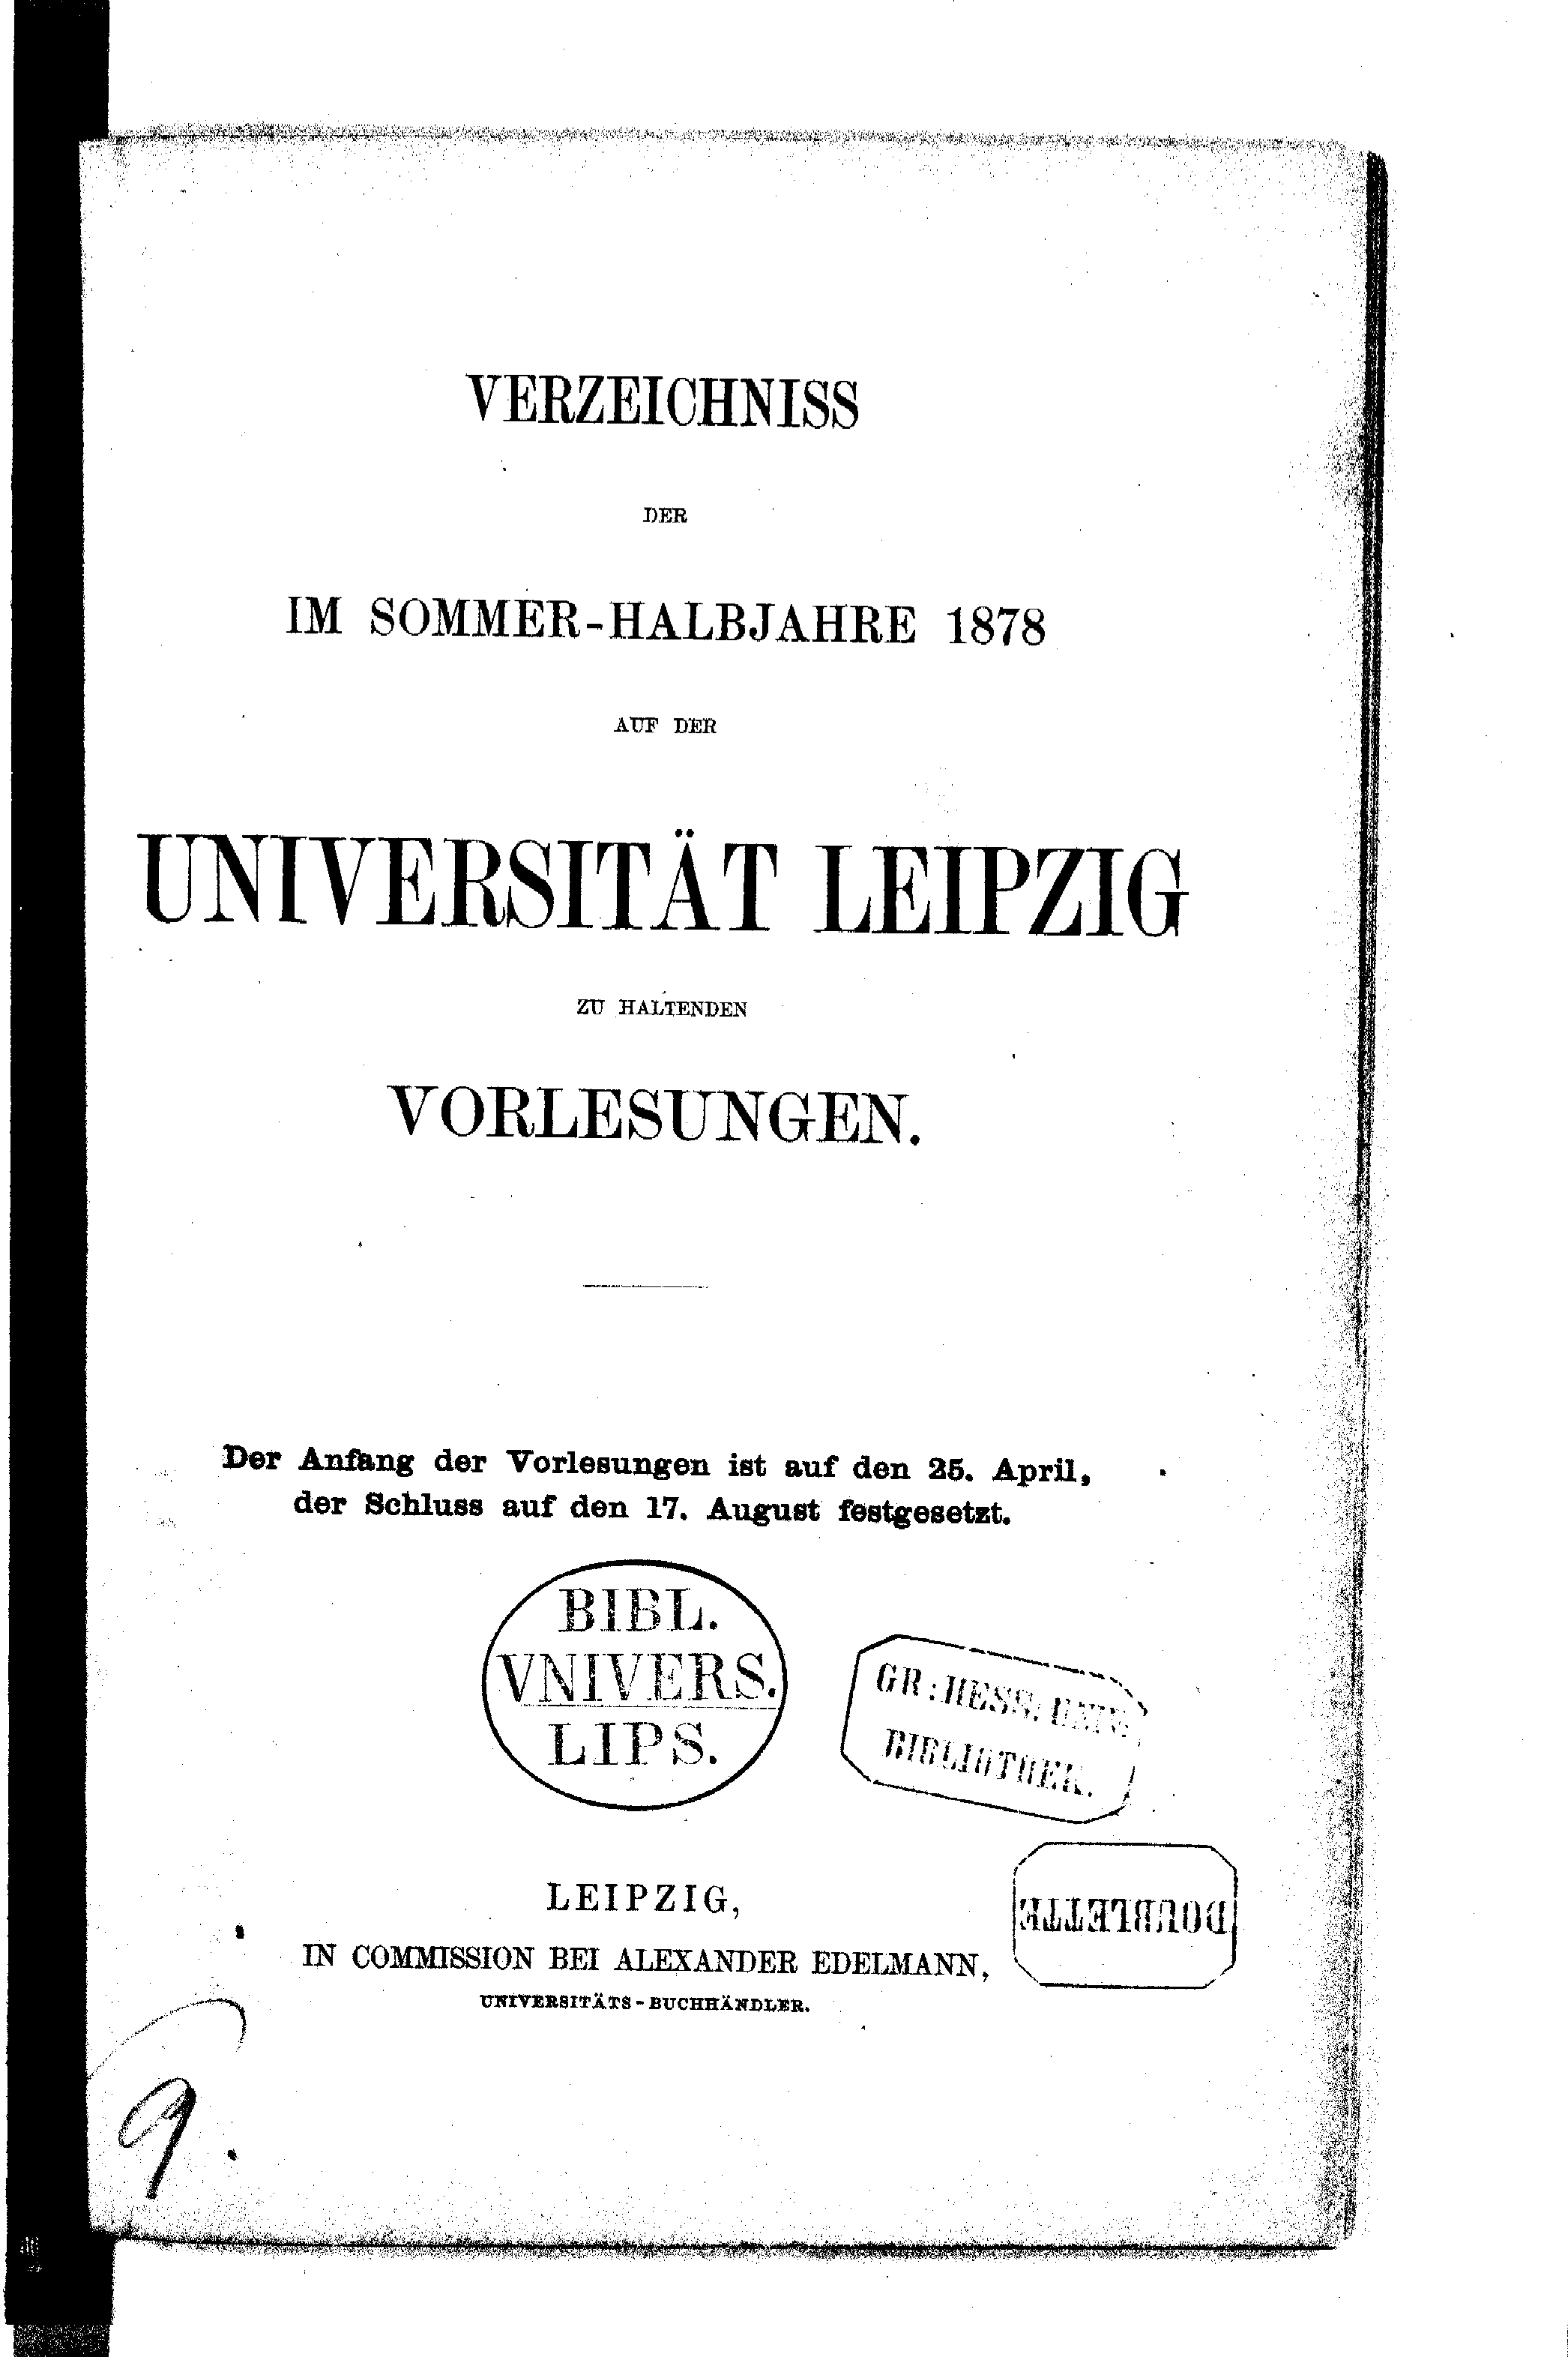 VERZEICHNISS
DER
IM SOMMER-HALBJAHRE 1878
AUF DER
UNIVERSITÄT LEIPZIG
ZU HALTENDEN
VORLESUNGEN.
Der Anfang der Vorlesungen ist auf den 25. April,
der Schluss auf den 17. August festgesetzt.
BIBL.
VNIVERS.
LIPS.
GR: HESS. UNIV.
BIBLIOTHEK.
DOUBLETTE
LEIPZIG,
IN COMMISSION BEI ALEXANDER EDELMANN,
UNIVERSITÄTS-BUCHHÄNDLER.
9.